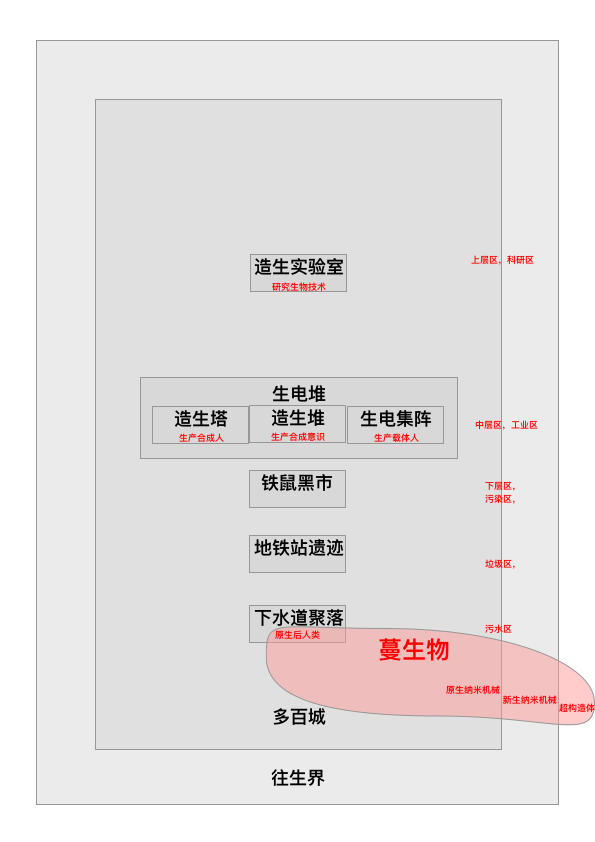 造生实验室
研究生物技术
上层区，科研区
生电堆
造生塔
生产合成人
造生堆
生产合成意识
生电集阵
生产载体人
中层区，工业区
铁鼠黑市
下层区，
污染区，
地铁站遗迹
垃圾区，
下水道聚落
原生后人类
污水区
蔓生物
原生纳米机械
新生纳米机械
超构造体
多百城
往生界